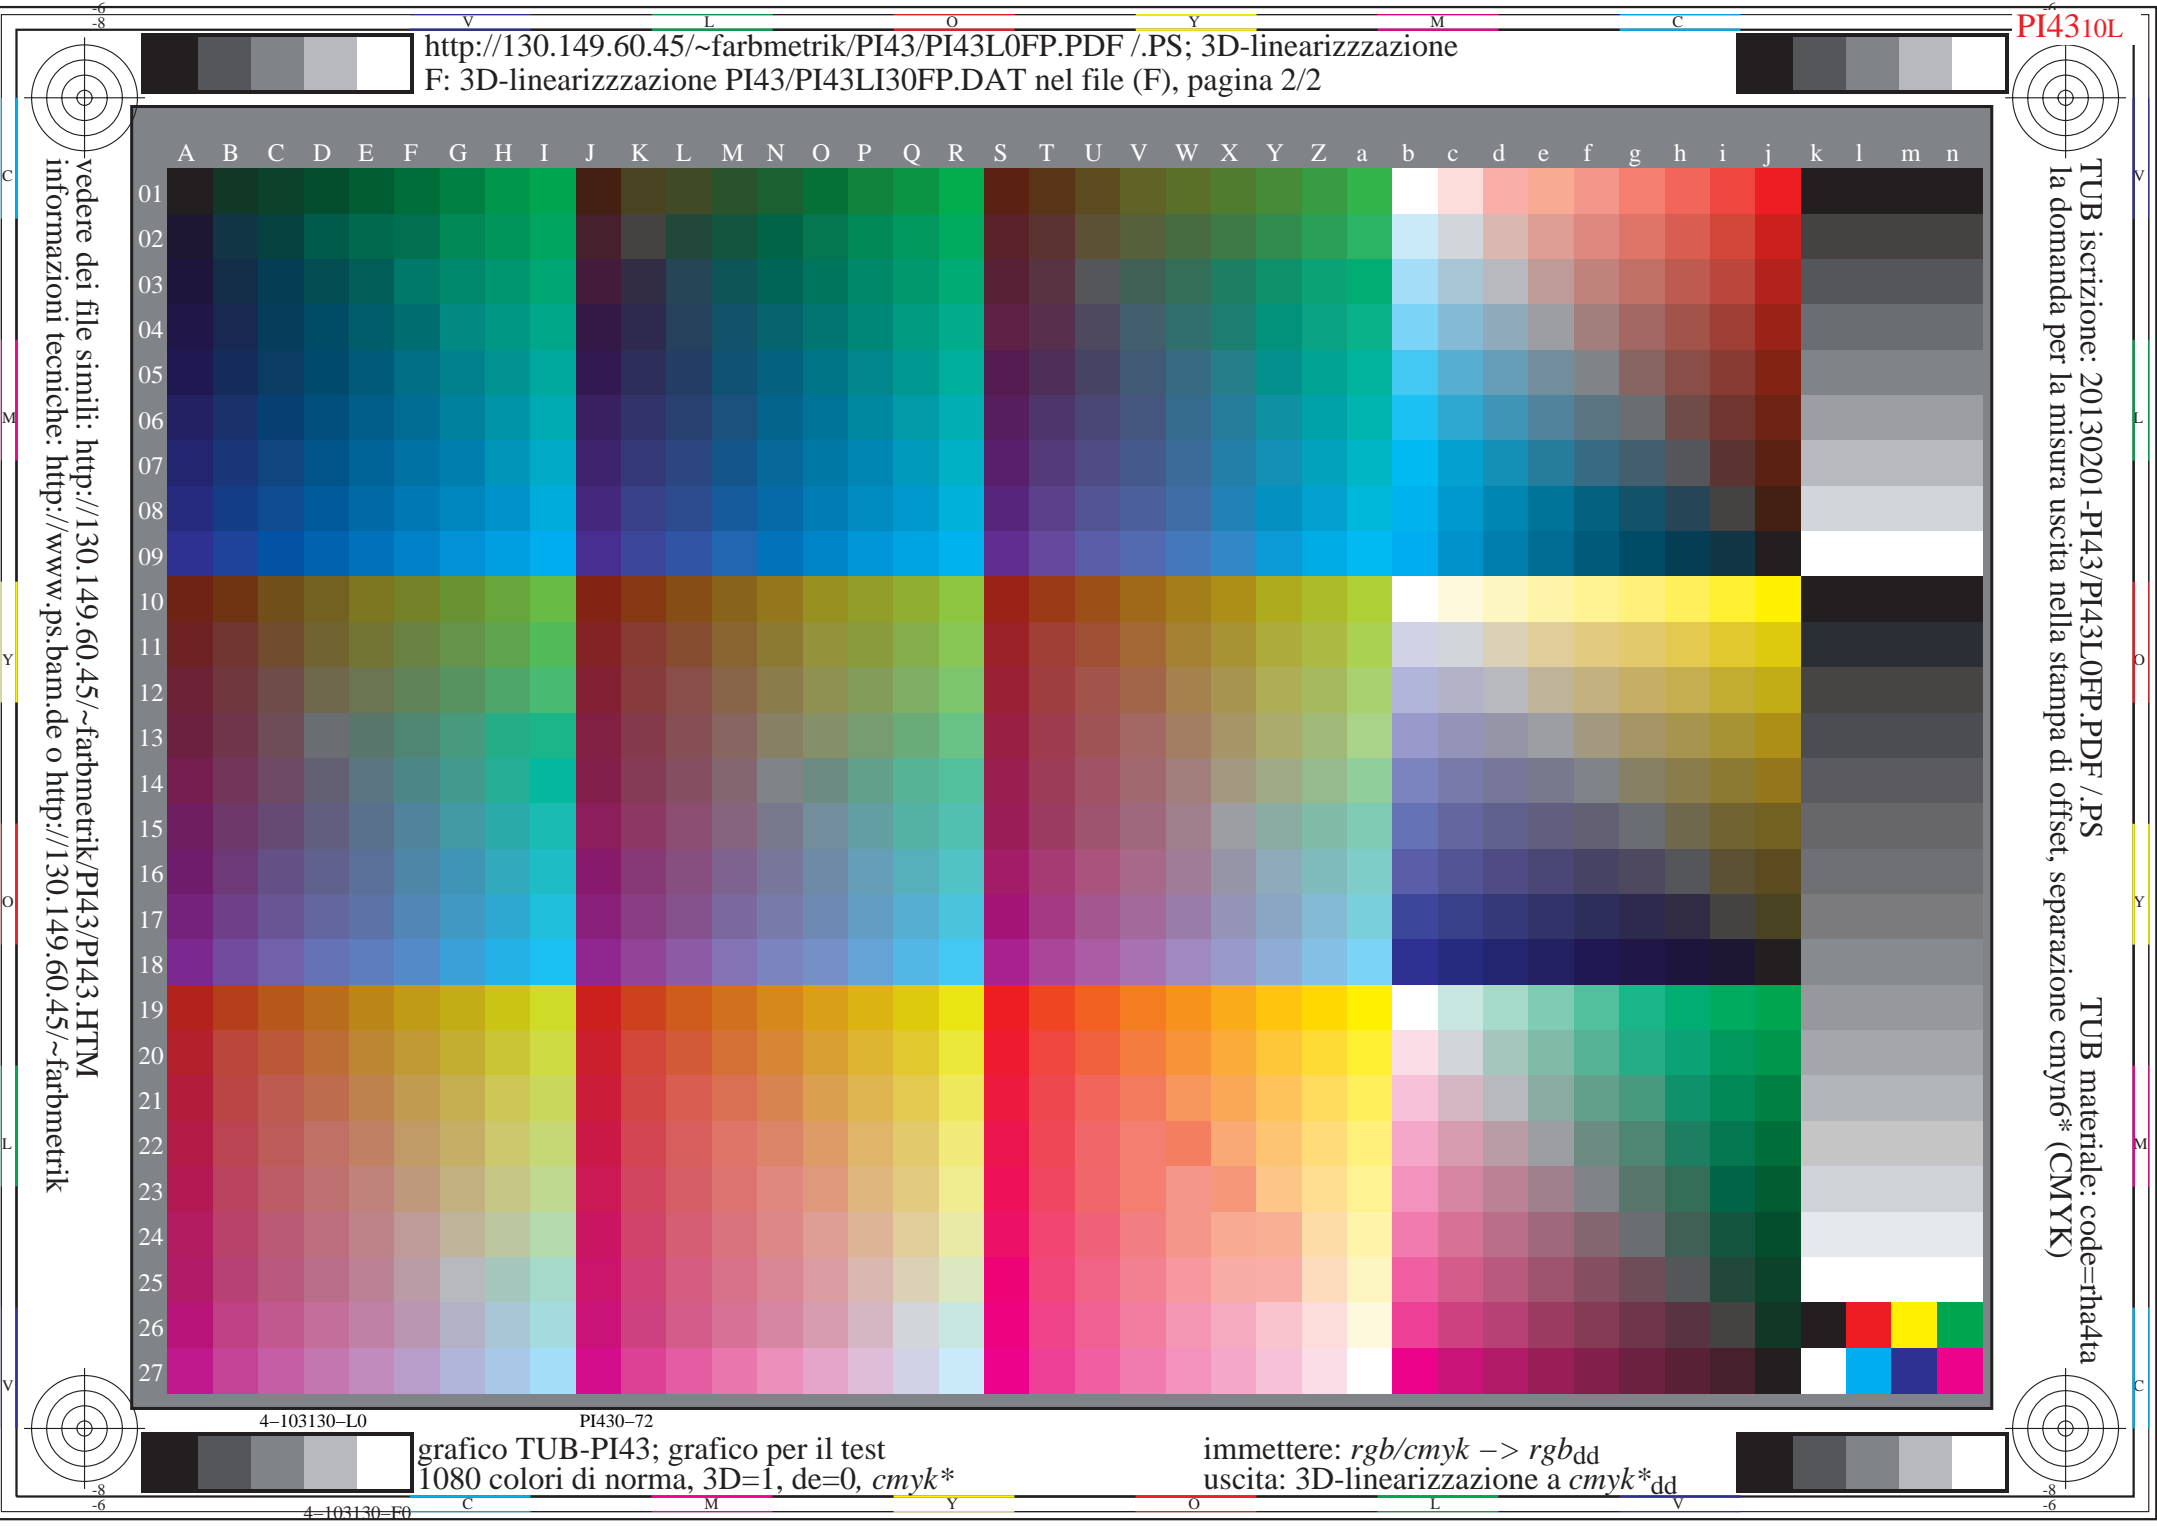 -6
-8
V L O Y M C
-6
PI4310L
http://130.149.60.45/~farbmetrik/PI43/PI43L0FP.PDF /.PS; 3D-linearizzzazione
F: 3D-linearizzzazione PI43/PI43LI30FP.DAT nel file (F), pagina 2/2
A B C D E F G H I J K L M N O P Q R S T U V W X Y Z a b c d e f g h i j k l m n
01
02
03
04
05
06
07
08
09
10
11
12
13
14
15
16
17
18
19
20
21
22
23
24
25
26
27
C
M
Y
O
L
V
vedere dei file simili: http://130.149.60.45/~farbmetrik/PI43/PI43.HTM
informazioni tecniche: http://www.ps.bam.de o http://130.149.60.45/~farbmetrik
TUB iscrizione: 20130201-PI43/PI43L0FP.PDF /.PS TUB materiale: code=rha4ta
la domanda per la misura uscita nella stampa di offset, separazione cmyn6* (CMYK)
V
L
O
Y
M
C
4-103130-L0 PI430-72
grafico TUB-PI43; grafico per il test
1080 colori di norma, 3D=1, de=0, cmyk*
immettere: rgb/cmyk -> rgbdd
uscita: 3D-linearizzazione a cmyk*dd
-8
-6
C M Y O L V
-8
-6
4-103130-F0